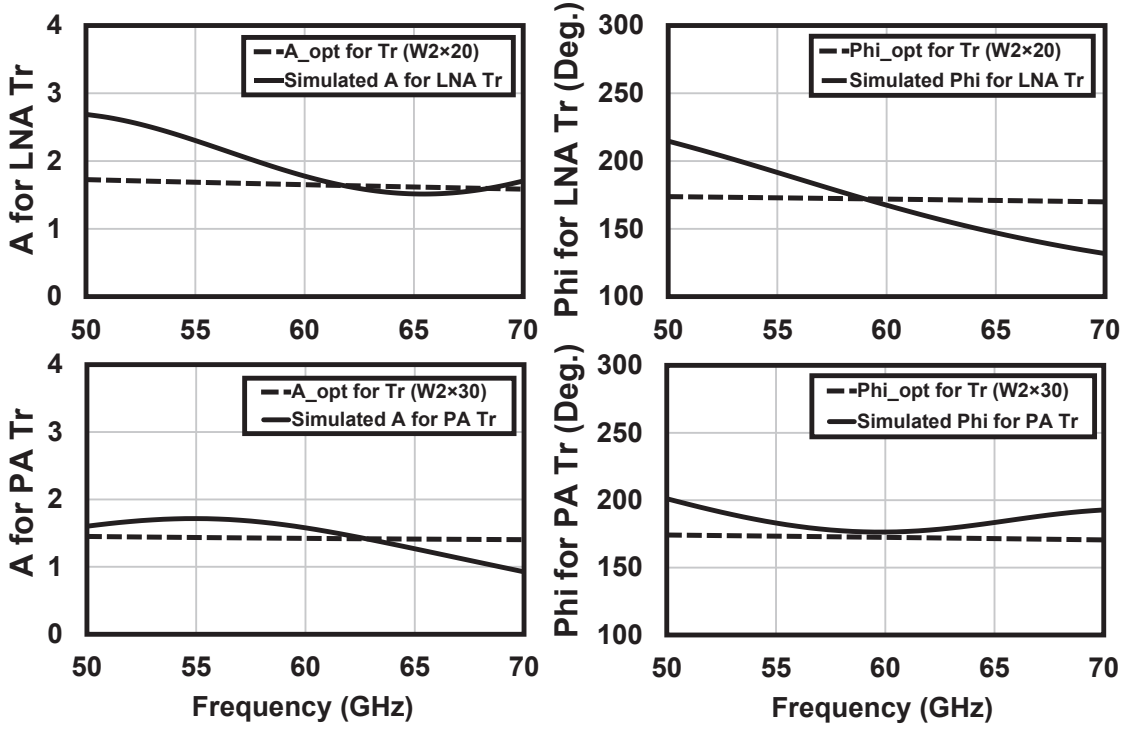 A for LNA Tr
4
3
2
1
0
A_opt for Tr (W2×20)
Simulated A for LNA Tr
50 55 60 65 70
Phi for LNA Tr (Deg.)
300
250
200
150
100
Phi_opt for Tr (W2×20)
Simulated Phi for LNA Tr
50 55 60 65 70
A for PA Tr
4
3
2
1
0
A_opt for Tr (W2×30)
Simulated A for PA Tr
50 55 60 65 70
Frequency (GHz)
Phi for PA Tr (Deg.)
300
250
200
150
100
Phi_opt for Tr (W2×30)
Simulated Phi for PA Tr
50 55 60 65 70
Frequency (GHz)